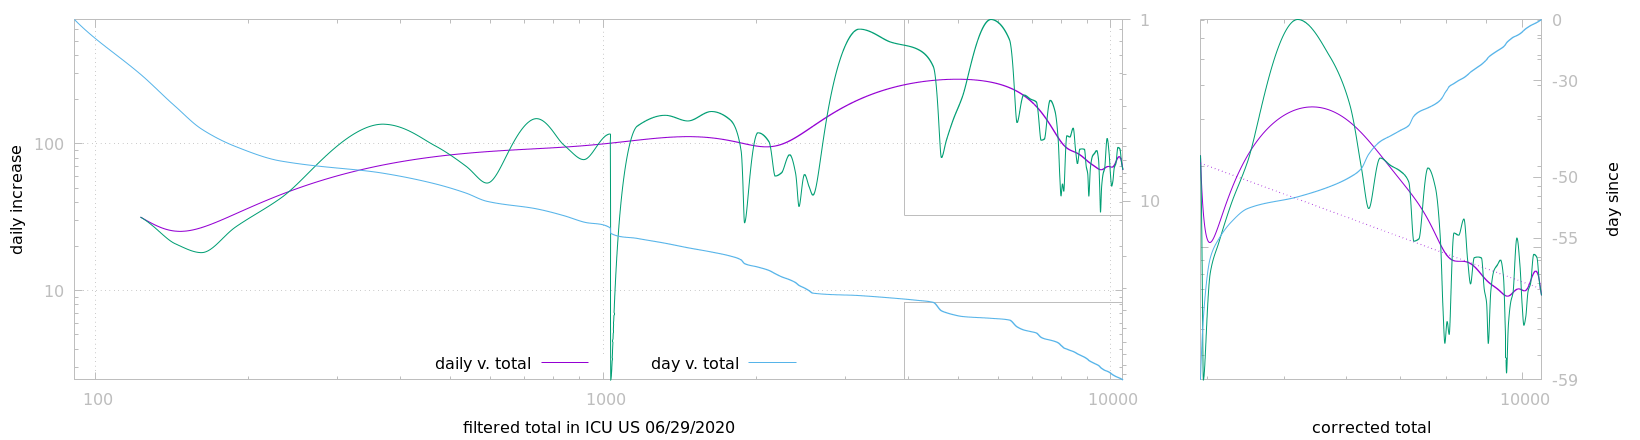 daily increase
100
10
daily v. total
day v. total
100
1000
10000
filtered total in ICU US 06/29/2020
1
10
0
-30
-50
-55
-59
day since
10000
corrected total